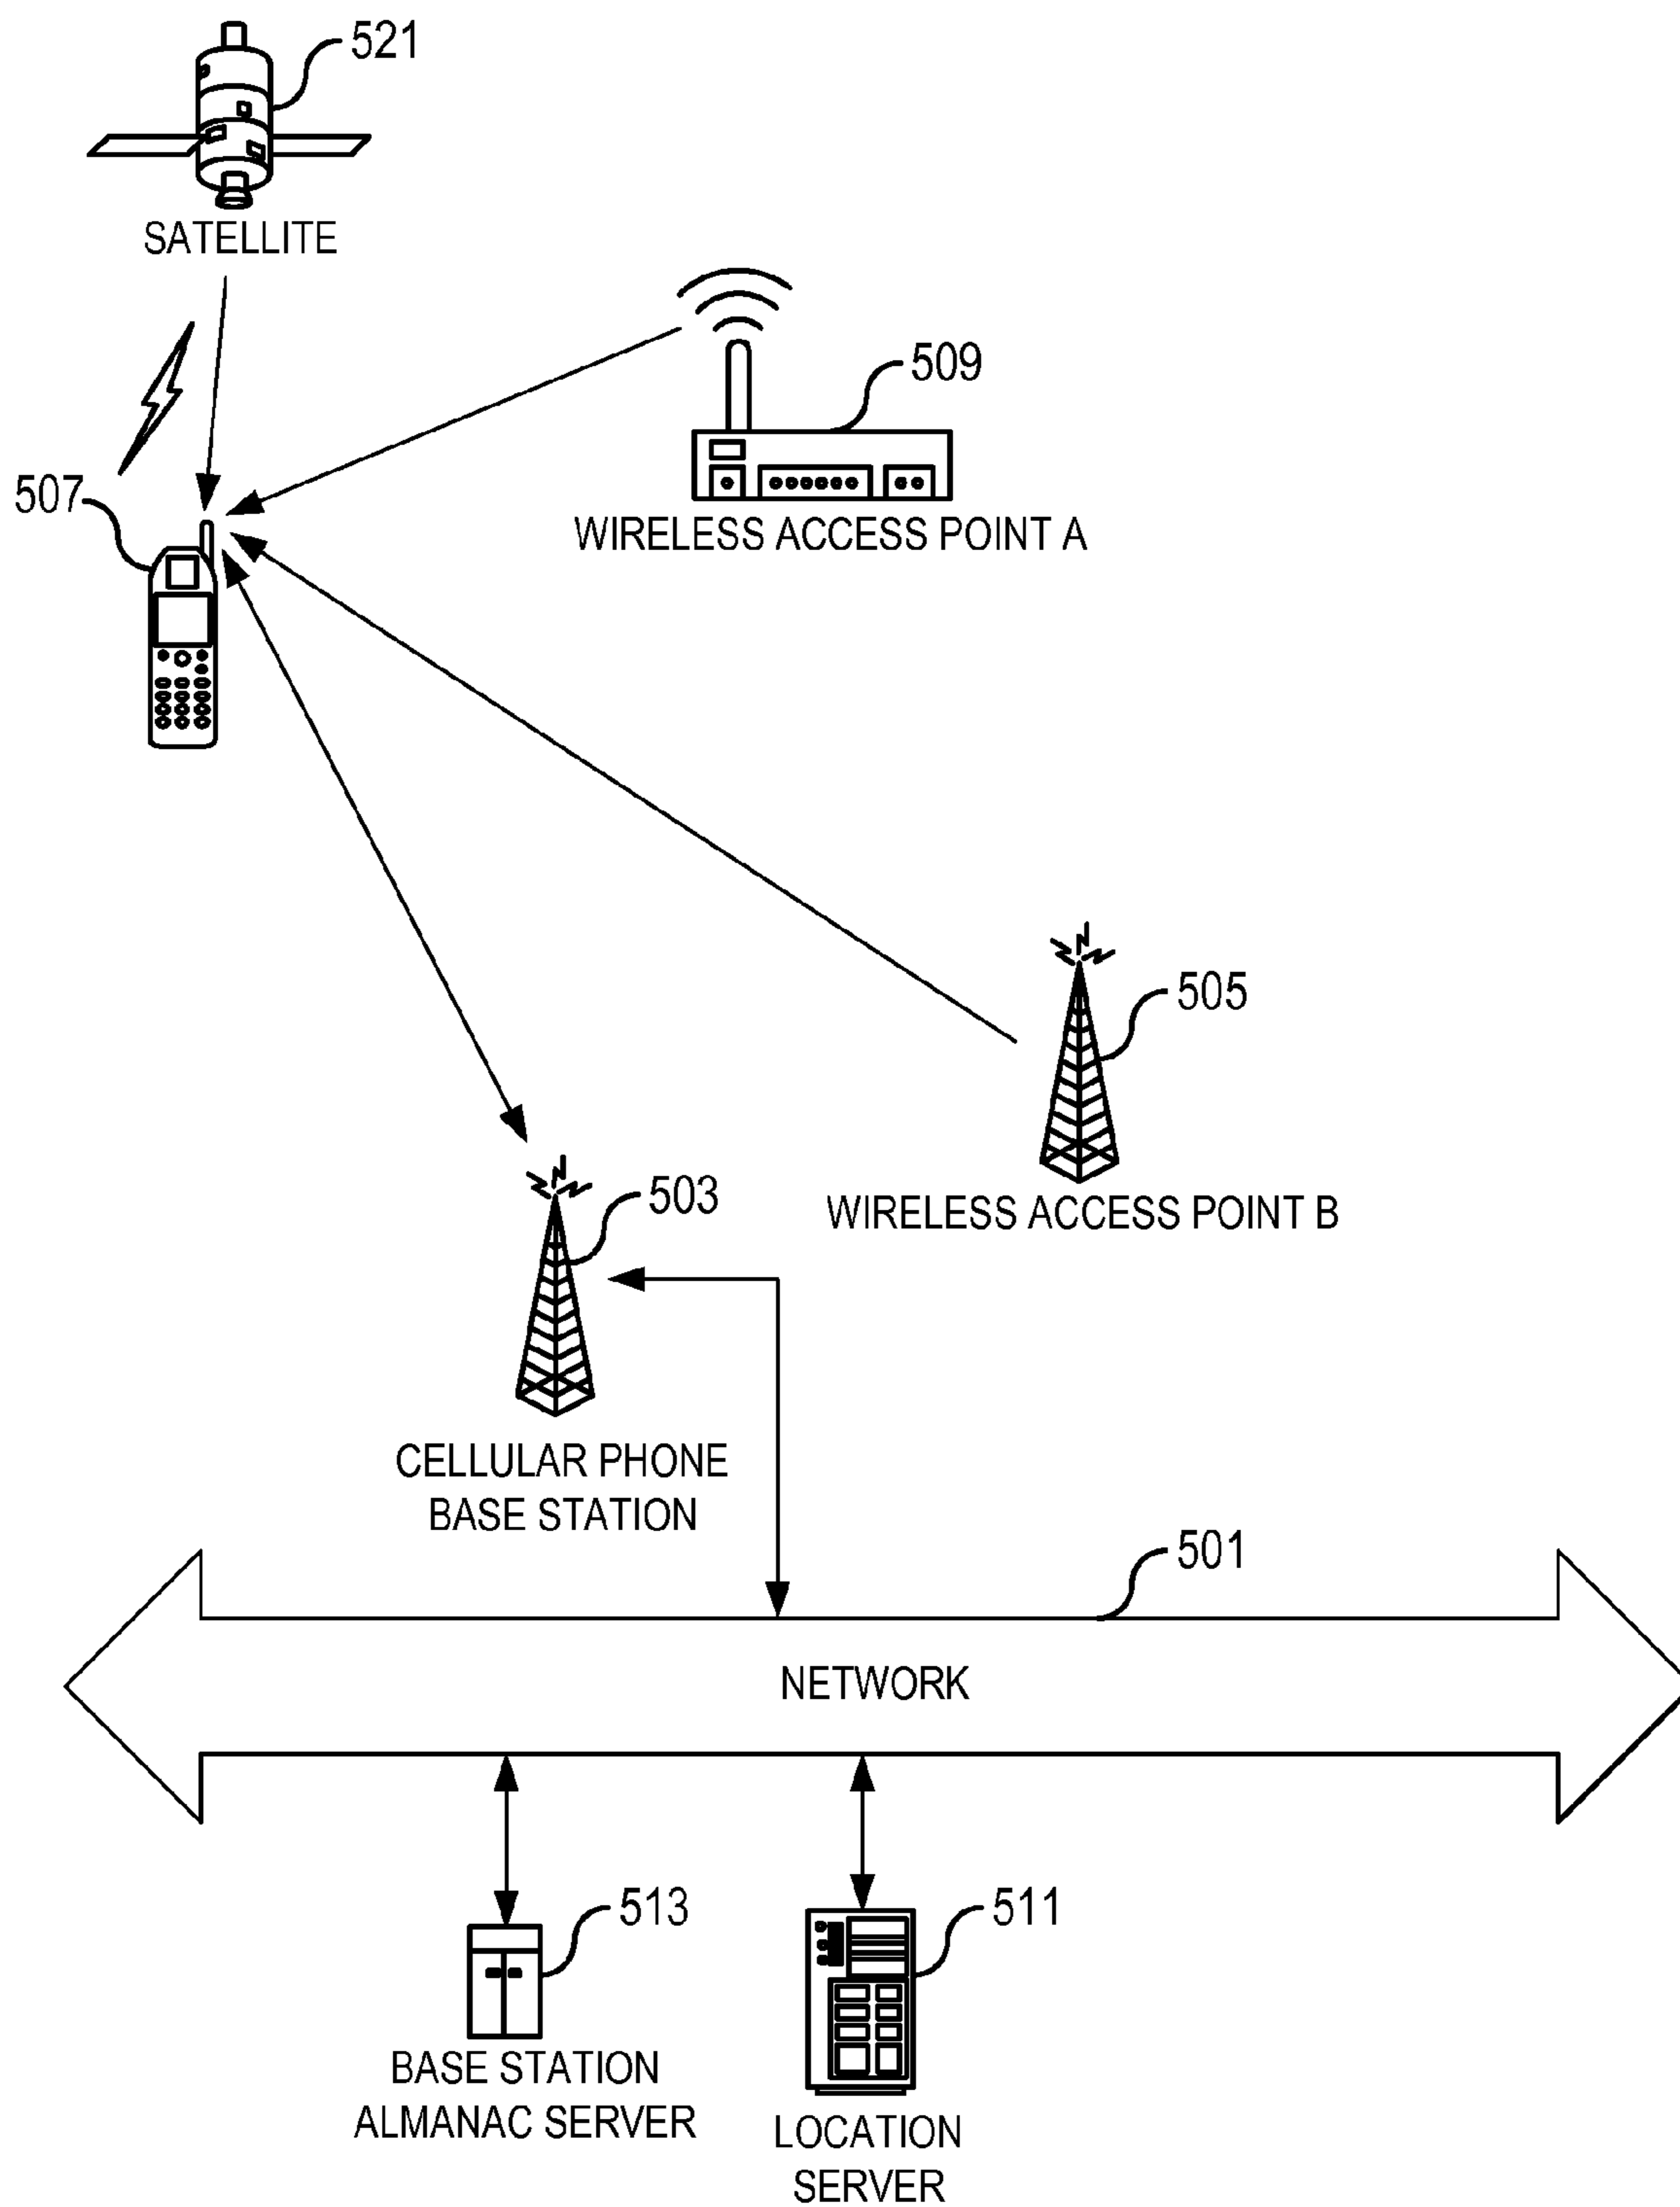 521
SATELLITE
509
507
WIRELESS ACCESS POINT A
505
503
WIRELESS ACCESS POINT B
CELLULAR PHONE
BASE STATION
501
NETWORK
513
511
BASE STATION
ALMANAC SERVER
LOCATION
SERVER